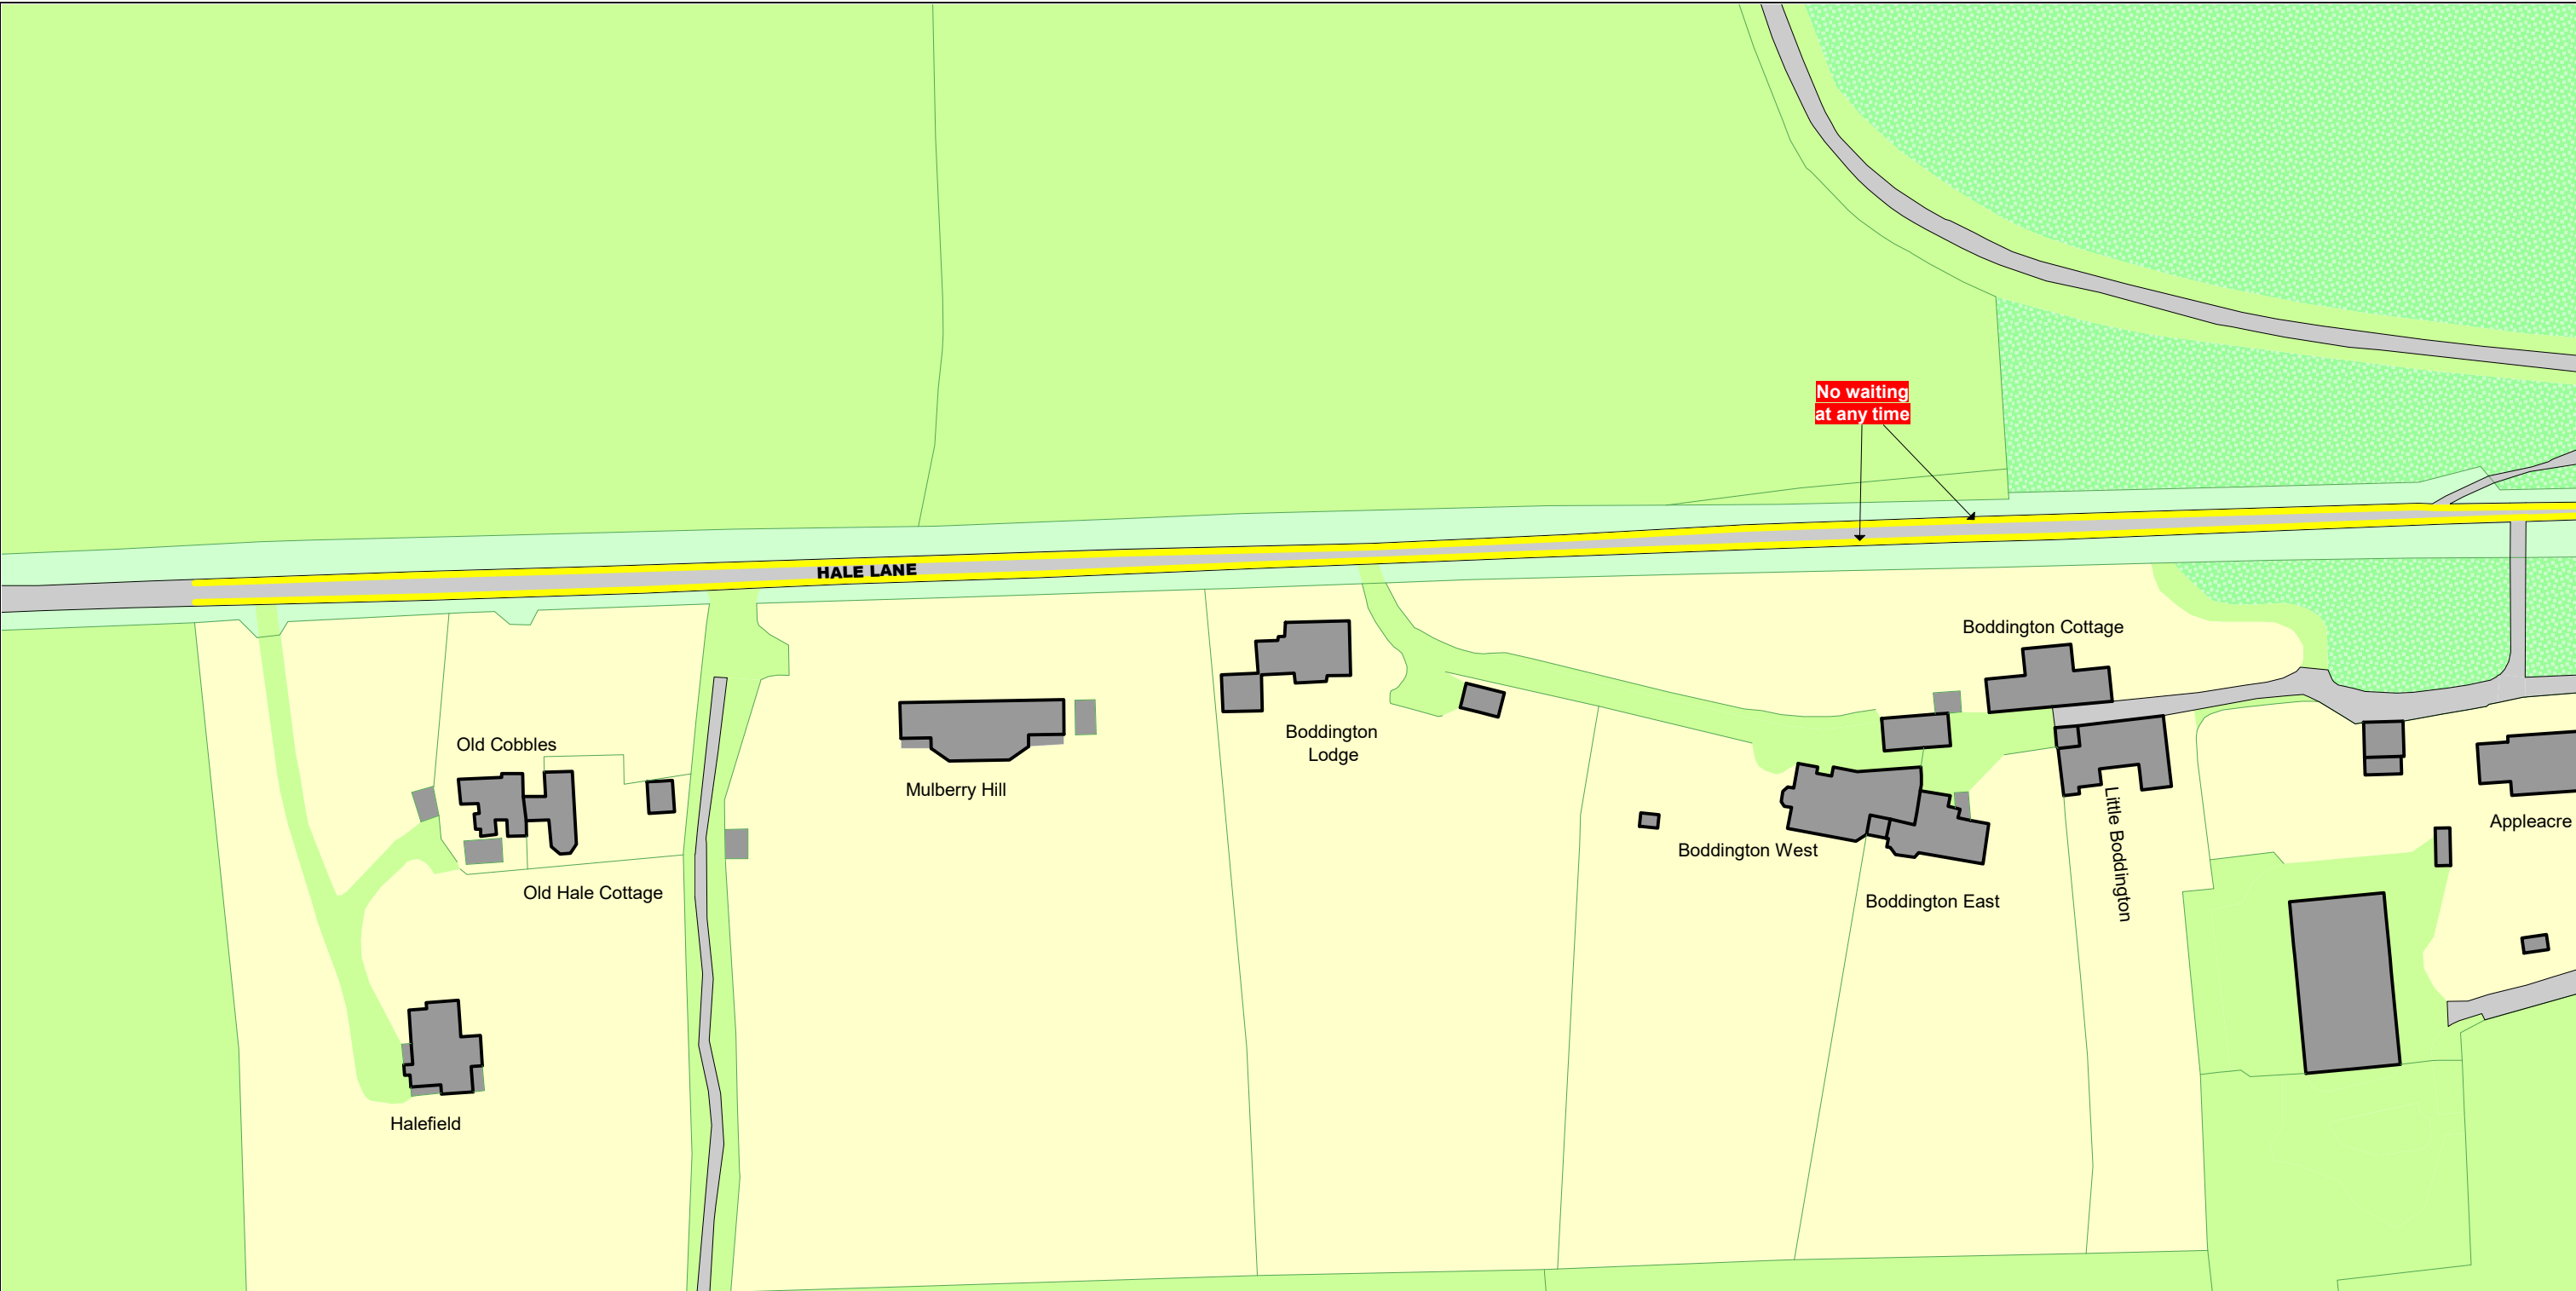 No waiting
at any time
HALE LANE
Boddington Cottage
Boddington
Lodge
Old Cobbles
Mulberry Hill
Little Boddington
Appleacre
Boddington West
Old Hale Cottage
Boddington East
Halefield